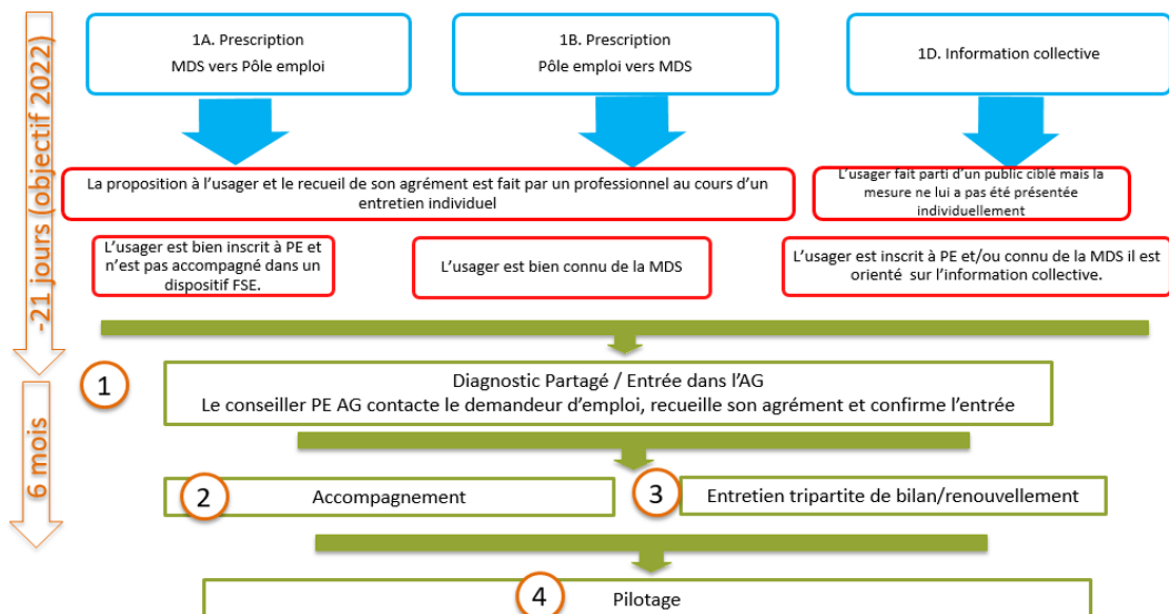 1A. Prescription
MDS vers Pôle emploi
1B. Prescription
Pôle emploi vers MDS
1D. Information collective
-21 jours (objectif 2022)
La proposition à l'usager et le recueil de son agrément est fait par un professionnel au cours d'un
entretien individuel
L'usager fait parti d'un public ciblé mais la
mesure ne lui a pas été présentée
individuellement
L'usager est bien inscrit à PE et
n'est pas accompagné dans un
dispositif FSE.
L'usager est bien connu de la MDS
L'usager est inscrit à PE et/ou connu de la MDS il est
orienté sur l'information collective.
1
Diagnostic Partagé / Entrée dans l'AG
Le conseiller PE AG contacte le demandeur d'emploi, recueille son agrément et confirme l'entrée
6 mois
2
Accompagnement
3
Entretien tripartite de bilan/renouvellement
4
Pilotage